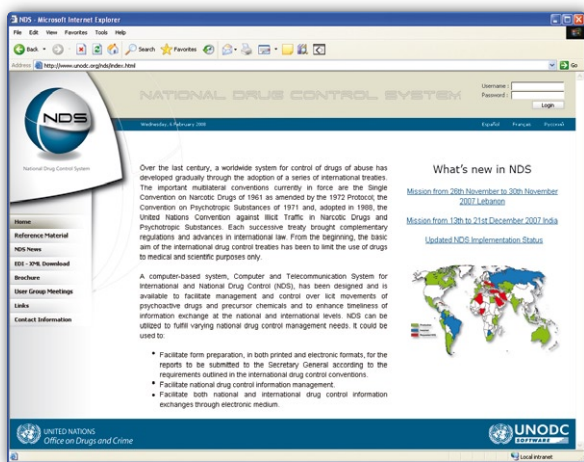 NDS - Microsoft Internet Explorer
File Edit View Favorites Tools Help
Back Search Favorites
Address http://www.unodc.org/nds/index.html Go
NATIONAL DRUG CONTROL SYSTEM
Username :
Password :
Login
Wednesday, 6 February 2008 Español Français Русский
NDS
National Drug Control System
Home
Reference Material
NDS News
EDI - XML Download
Brochure
User Group Meetings
Links
Contact Information
Over the last century, a worldwide system for control of drugs of abuse has
developed gradually through the adoption of a series of international treaties.
The important multilateral conventions currently in force are the Single
Convention on Narcotic Drugs of 1961 as amended by the 1972 Protocol; the
Convention on Psychotropic Substances of 1971 and, adopted in 1988, the
United Nations Convention against Illicit Traffic in Narcotic Drugs and
Psychotropic Substances. Each successive treaty brought complementary
regulations and advances in international law. From the beginning, the basic
aim of the international drug control treaties has been to limit the use of drugs
to medical and scientific purposes only.
A computer-based system, Computer and Telecommunication System for
International and National Drug Control (NDS), has been designed and is
available to facilitate management and control over licit movements of
psychoactive drugs and precursor chemicals and to enhance timeliness of
information exchange at the national and international levels. NDS can be
utilized to fulfil varying national drug control management needs. It could be
used to:
• Facilitate form preparation, in both printed and electronic formats, for the
reports to be submitted to the Secretary General according to the
requirements outlined in the international drug control conventions.
• Facilitate national drug control information management.
• Facilitate both national and international drug control information
exchanges through electronic medium.
What's new in NDS
Mission from 26th November to 30th November
2007 Lebanon
Mission from 13th to 21st December 2007 India
Updated NDS Implementation Status
UNITED NATIONS
Office on Drugs and Crime
UNODC
SOFTWARE
Local intranet